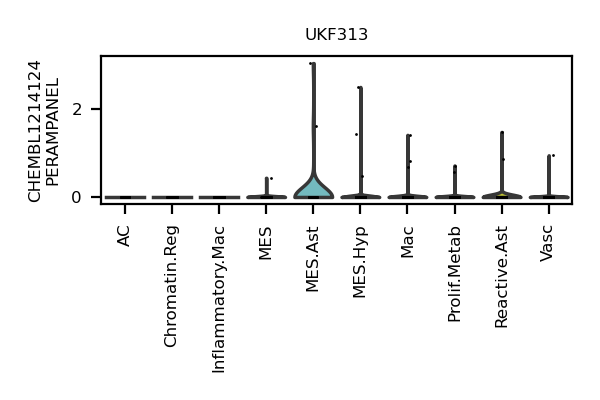 UKF313
CHEMBL1214124
PERAMPANEL
2
0
AC
Chromatin.Reg
Inflammatory.Mac
MES
MES.Ast
MES.Hyp
Mac
Prolif.Metab
Reactive.Ast
Vasc